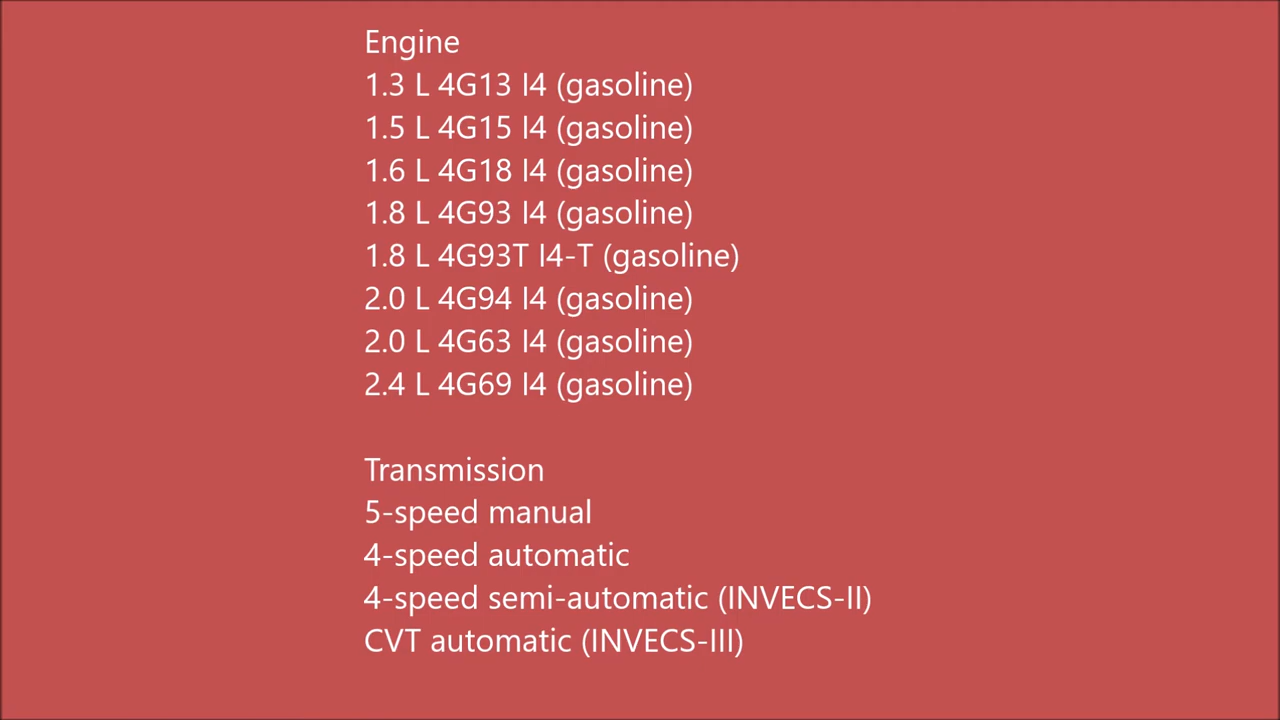 Engine
1.3 L 4G13 I4 (gasoline)
1.5 L 4G15 I4 (gasoline)
1.6 L 4G18 I4 (gasoline)
1.8 L 4G93 I4 (gasoline)
1.8 L 4G93T I4-T (gasoline)
2.0 L 4G94 I4 (gasoline)
2.0 L 4G63 I4 (gasoline)
2.4 L 4G69 I4 (gasoline)
Transmission
5-speed manual
4-speed automatic
4-speed semi-automatic (INVECS-II)
CVT automatic (INVECS-III)